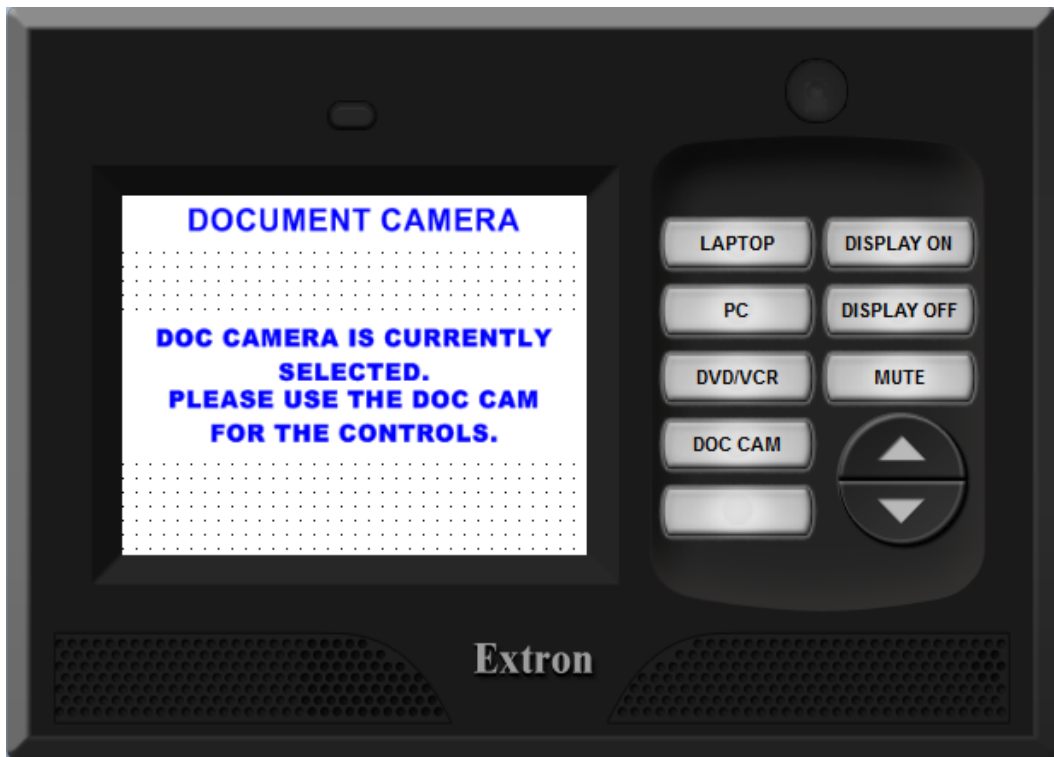 DOCUMENT CAMERA
DOC CAMERA IS CURRENTLY
SELECTED.
PLEASE USE THE DOC CAM
FOR THE CONTROLS.
LAPTOP
DISPLAY ON
PC
DISPLAY OFF
DVD/VCR
MUTE
DOC CAM
Extron